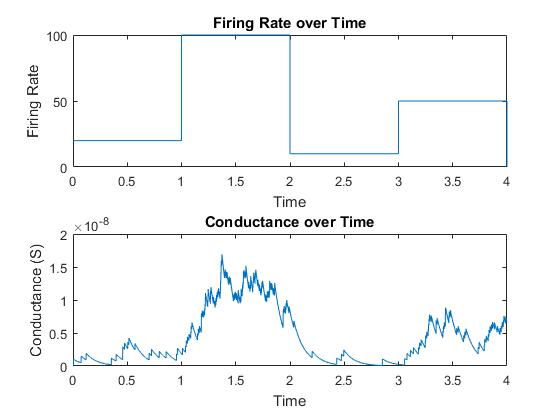 Firing Rate over Time
100
50
0
Firing Rate
0 0.5 1 1.5 2 2.5 3 3.5 4
Time
Conductance over Time
×10⁻⁸
2
1.5
1
0.5
0
Conductance (S)
0 0.5 1 1.5 2 2.5 3 3.5 4
Time